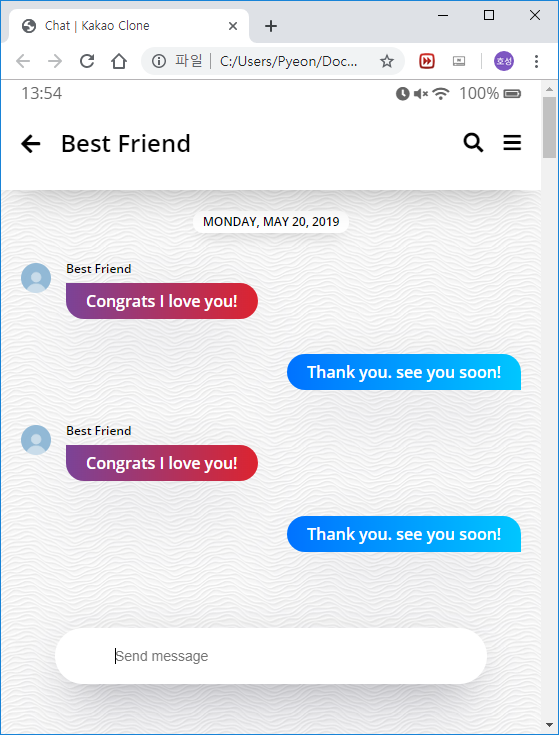 Chat | Kakao Clone
파일 | C:/Users/Pyeon/Doc...
호성
13:54
100%
Best Friend
MONDAY, MAY 20, 2019
Best Friend
Congrats I love you!
Thank you. see you soon!
Best Friend
Congrats I love you!
Thank you. see you soon!
Send message